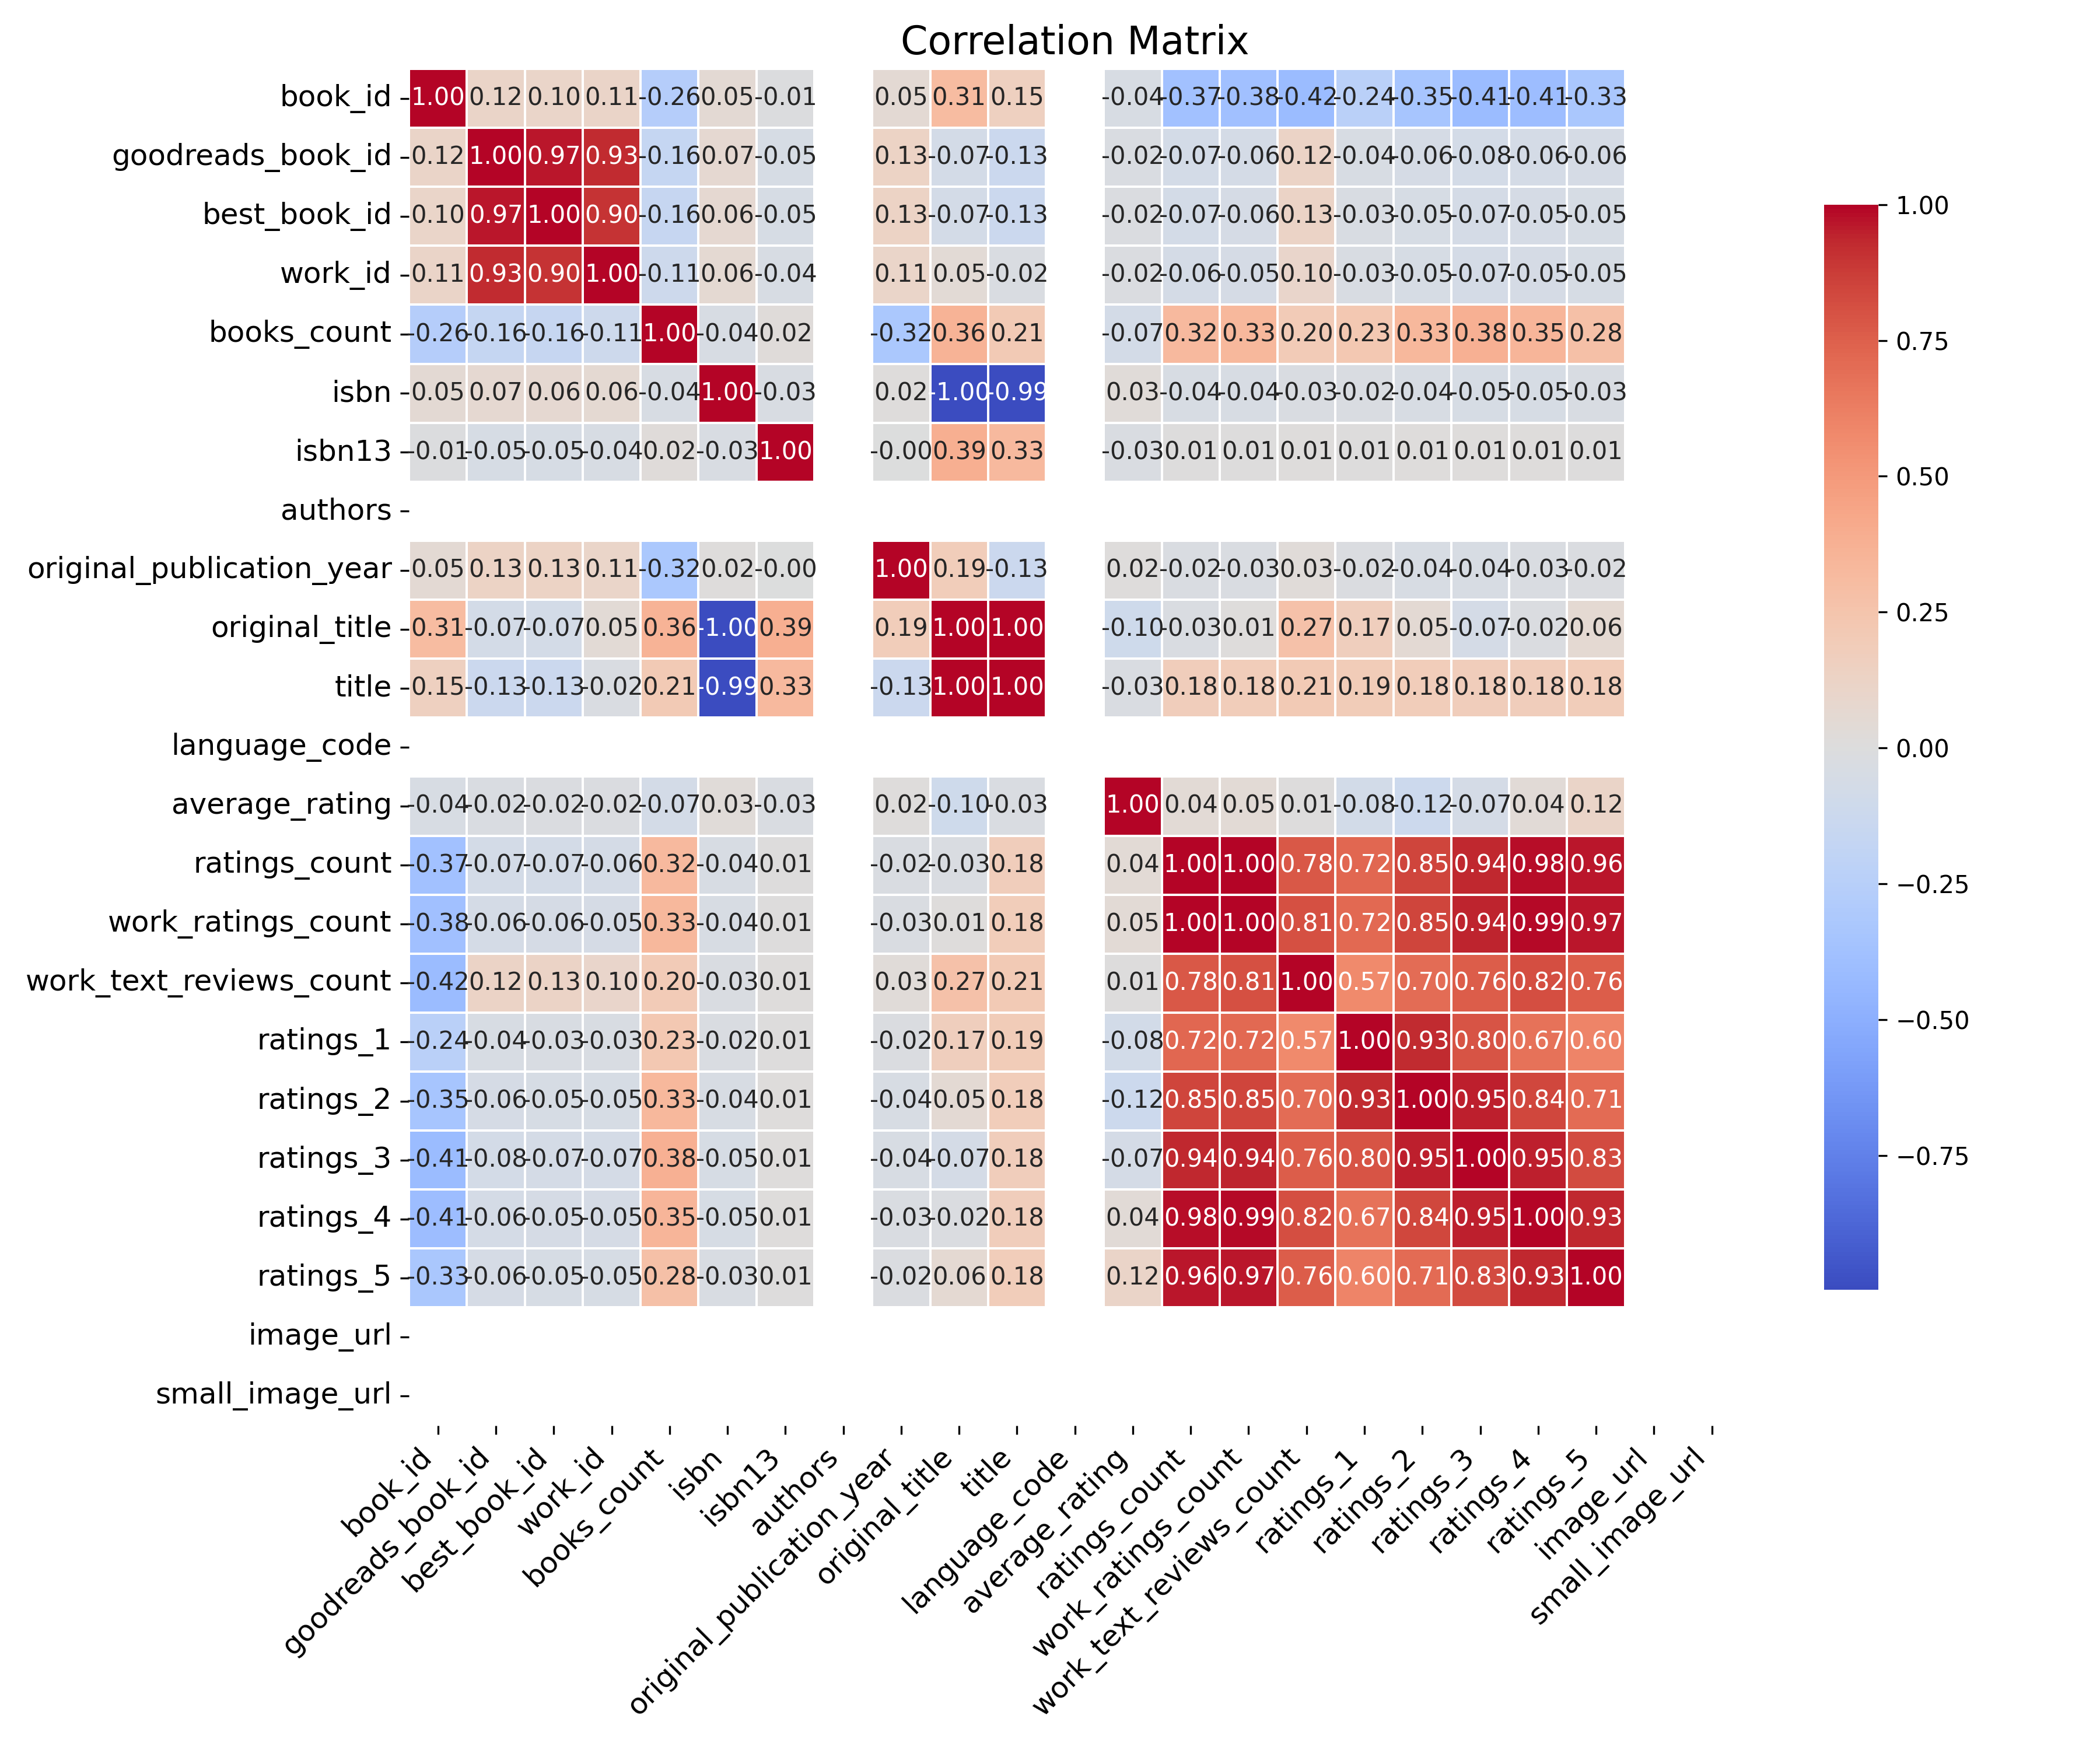 Correlation Matrix
book_id 1.00 0.12 0.10 0.11 -0.26 0.05 -0.01 0.05 0.31 0.15 -0.04 -0.37 -0.38 -0.42 -0.24 -0.35 -0.41 -0.41 -0.33
goodreads_book_id 0.12 1.00 0.97 0.93 -0.16 0.07 -0.05 0.13 -0.07 -0.13 -0.02 -0.07 -0.06 0.12 -0.04 -0.06 -0.08 -0.06 -0.06
best_book_id 0.10 0.97 1.00 0.90 -0.16 0.06 -0.05 0.13 -0.07 -0.13 -0.02 -0.07 -0.06 0.13 -0.03 -0.05 -0.07 -0.05 -0.05
work_id 0.11 0.93 0.90 1.00 -0.11 0.06 -0.04 0.11 0.05 -0.02 -0.02 -0.06 -0.05 0.10 -0.03 -0.05 -0.07 -0.05 -0.05
books_count -0.26 -0.16 -0.16 -0.11 1.00 -0.04 0.02 -0.32 0.36 0.21 -0.07 0.32 0.33 0.20 0.23 0.33 0.38 0.35 0.28
isbn 0.05 0.07 0.06 0.06 -0.04 1.00 -0.03 0.02 -1.00 -0.99 0.03 -0.04 -0.04 -0.03 -0.02 -0.04 -0.05 -0.05 -0.03
isbn13 -0.01 -0.05 -0.05 -0.04 0.02 -0.03 1.00 -0.00 0.39 0.33 -0.03 0.01 0.01 0.01 0.01 0.01 0.01 0.01 0.01
authors
original_publication_year 0.05 0.13 0.13 0.11 -0.32 0.02 -0.00 1.00 0.19 -0.13 0.02 -0.02 -0.03 0.03 -0.02 -0.04 -0.04 -0.03 -0.02
original_title 0.31 -0.07 -0.07 0.05 0.36 -1.00 0.39 0.19 1.00 1.00 -0.10 -0.03 0.01 0.27 0.17 0.05 -0.07 -0.02 0.06
title 0.15 -0.13 -0.13 -0.02 0.21 -0.99 0.33 -0.13 1.00 1.00 -0.03 0.18 0.18 0.21 0.19 0.18 0.18 0.18 0.18
language_code
average_rating -0.04 -0.02 -0.02 -0.02 -0.07 0.03 -0.03 0.02 -0.10 -0.03 1.00 0.04 0.05 0.01 -0.08 -0.12 -0.07 0.04 0.12
ratings_count -0.37 -0.07 -0.07 -0.06 0.32 -0.04 0.01 -0.02 -0.03 0.18 0.04 1.00 1.00 0.78 0.72 0.85 0.94 0.98 0.96
work_ratings_count -0.38 -0.06 -0.06 -0.05 0.33 -0.04 0.01 -0.03 0.01 0.18 0.05 1.00 1.00 0.81 0.72 0.85 0.94 0.99 0.97
work_text_reviews_count -0.42 0.12 0.13 0.10 0.20 -0.03 0.01 0.03 0.27 0.21 0.01 0.78 0.81 1.00 0.57 0.70 0.76 0.82 0.76
ratings_1 -0.24 -0.04 -0.03 -0.03 0.23 -0.02 0.01 -0.02 0.17 0.19 -0.08 0.72 0.72 0.57 1.00 0.93 0.80 0.67 0.60
ratings_2 -0.35 -0.06 -0.05 -0.05 0.33 -0.04 0.01 -0.04 0.05 0.18 -0.12 0.85 0.85 0.70 0.93 1.00 0.95 0.84 0.71
ratings_3 -0.41 -0.08 -0.07 -0.07 0.38 -0.05 0.01 -0.04 -0.07 0.18 -0.07 0.94 0.94 0.76 0.80 0.95 1.00 0.95 0.83
ratings_4 -0.41 -0.06 -0.05 -0.05 0.35 -0.05 0.01 -0.03 -0.02 0.18 0.04 0.98 0.99 0.82 0.67 0.84 0.95 1.00 0.93
ratings_5 -0.33 -0.06 -0.05 -0.05 0.28 -0.03 0.01 -0.02 0.06 0.18 0.12 0.96 0.97 0.76 0.60 0.71 0.83 0.93 1.00
image_url
small_image_url
book_id goodreads_book_id best_book_id work_id books_count isbn isbn13 authors original_publication_year original_title title language_code average_rating ratings_count work_ratings_count work_text_reviews_count ratings_1 ratings_2 ratings_3 ratings_4 ratings_5 image_url small_image_url
1.00
0.75
0.50
0.25
0.00
−0.25
−0.50
−0.75